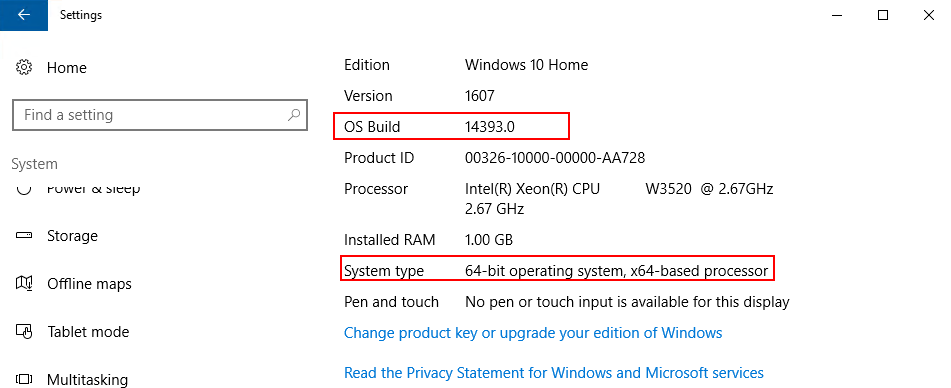 Settings
Home
Find a setting
System
Power & sleep
Storage
Offline maps
Tablet mode
Multitasking
Edition Windows 10 Home
Version 1607
OS Build 14393.0
Product ID 00326-10000-00000-AA728
Processor Intel(R) Xeon(R) CPU W3520 @ 2.67GHz
2.67 GHz
Installed RAM 1.00 GB
System type 64-bit operating system, x64-based processor
Pen and touch No pen or touch input is available for this display
Change product key or upgrade your edition of Windows
Read the Privacy Statement for Windows and Microsoft services